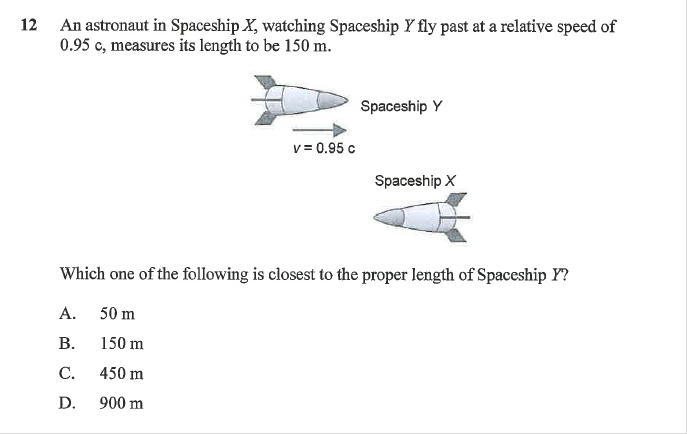 12 An astronaut in Spaceship X, watching Spaceship Y fly past at a relative speed of
0.95 c, measures its length to be 150 m.
Spaceship Y
v = 0.95 c
Spaceship X
Which one of the following is closest to the proper length of Spaceship Y?
A. 50 m
B. 150 m
C. 450 m
D. 900 m